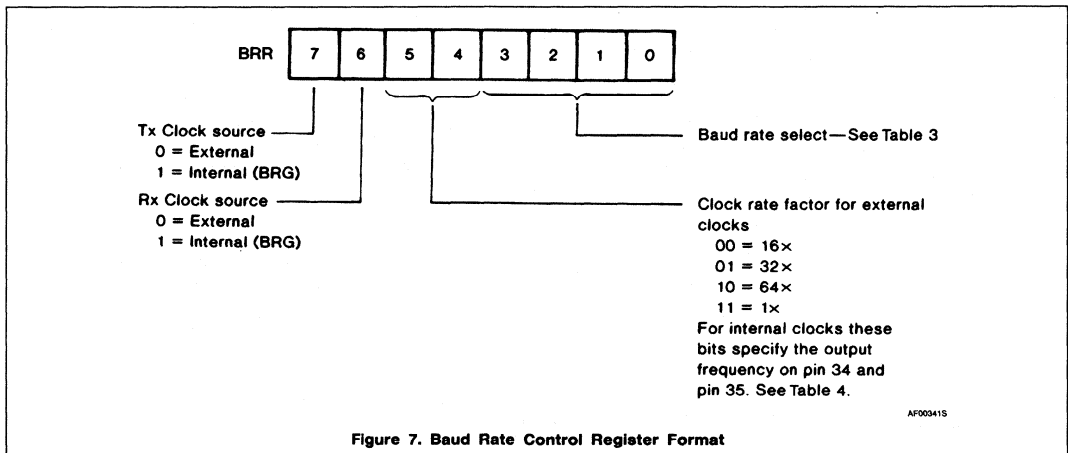 BRR 7 6 5 4 3 2 1 0
Tx Clock source
0 = External
1 = Internal (BRG)
Rx Clock source
0 = External
1 = Internal (BRG)
Baud rate select—See Table 3
Clock rate factor for external
clocks
00 = 16×
01 = 32×
10 = 64×
11 = 1×
For internal clocks these
bits specify the output
frequency on pin 34 and
pin 35. See Table 4.
AF00341S
Figure 7. Baud Rate Control Register Format